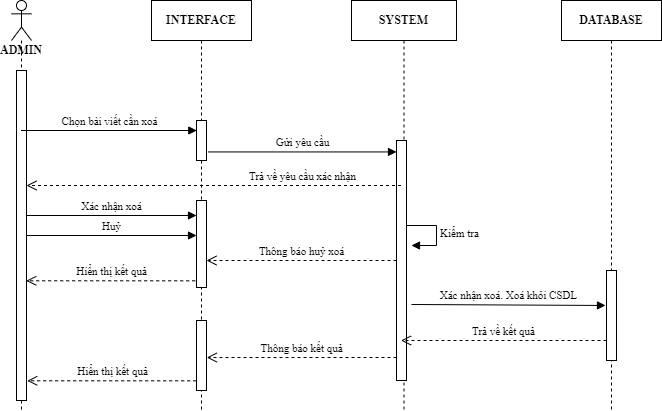 INTERFACE
SYSTEM
DATABASE
ADMIN
Chọn bài viết cần xoá
Gửi yêu cầu
Trả về yêu cầu xác nhận
Xác nhận xoá
Huỷ
Kiểm tra
Thông báo huỷ xoá
Hiển thị kết quả
Xác nhận xoá. Xoá khỏi CSDL
Trả về kết quả
Thông báo kết quả
Hiển thị kết quả